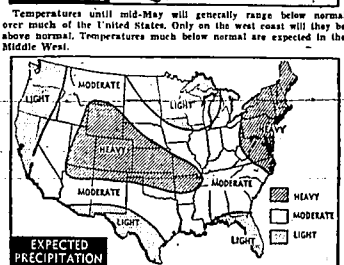 Temperatures until mid-May will generally range below norma
over much of the United States. Only on the west coast will they be
above normal. Temperatures much below normal are expected in the
Middle West.
LIGHT
MODERATE
LIGHT
HEAVY
HEAVY
MODERATE
MODERATE
LIGHT
LIGHT
HEAVY
MODERATE
LIGHT
EXPECTED
PRECIPITATION